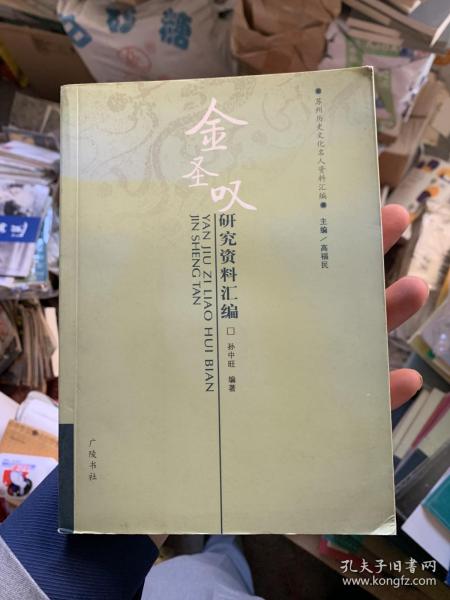 金圣叹
研究资料汇编
YAN JIU ZI LIAO HUI BIAN
JIN SHENG TAN
孙中旺 编著
苏州历史文化名人资料汇编
主编/高福民
广陵书社
孔夫子旧书网
www.kongfz.com